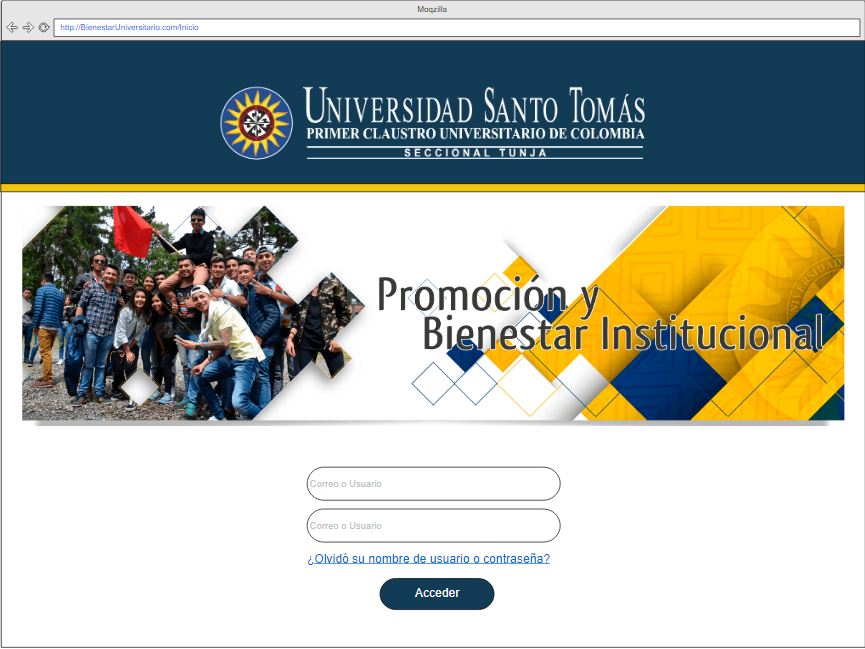 Moqzilla
http://BienestarUniversitario.com/Inicio
UNIVERSIDAD SANTO TOMÁS
PRIMER CLAUSTRO UNIVERSITARIO DE COLOMBIA
SECCIONAL TUNJA
Promoción y
Bienestar Institucional
Correo o Usuario
Correo o Usuario
¿Olvidó su nombre de usuario o contraseña?
Acceder